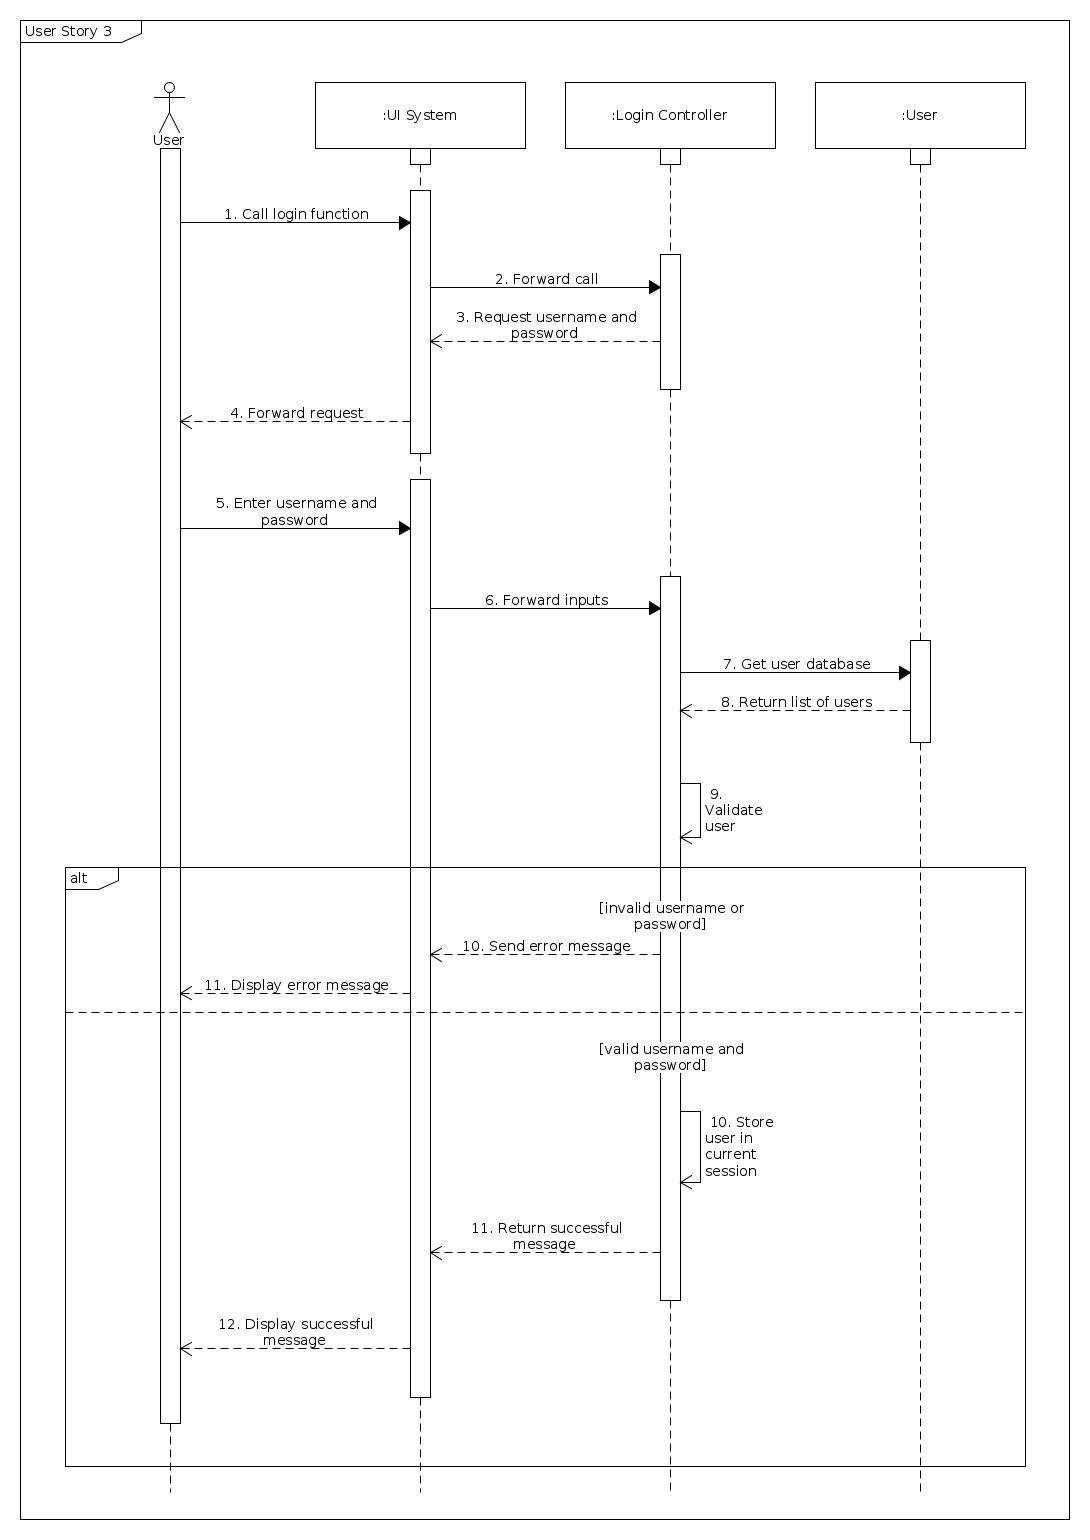 User Story 3
User
:UI System
:Login Controller
:User
1. Call login function
2. Forward call
3. Request username and
password
4. Forward request
5. Enter username and
password
6. Forward inputs
7. Get user database
8. Return list of users
9.
Validate
user
alt
[invalid username or
password]
10. Send error message
11. Display error message
[valid username and
password]
10. Store
user in
current
session
11. Return successful
message
12. Display successful
message